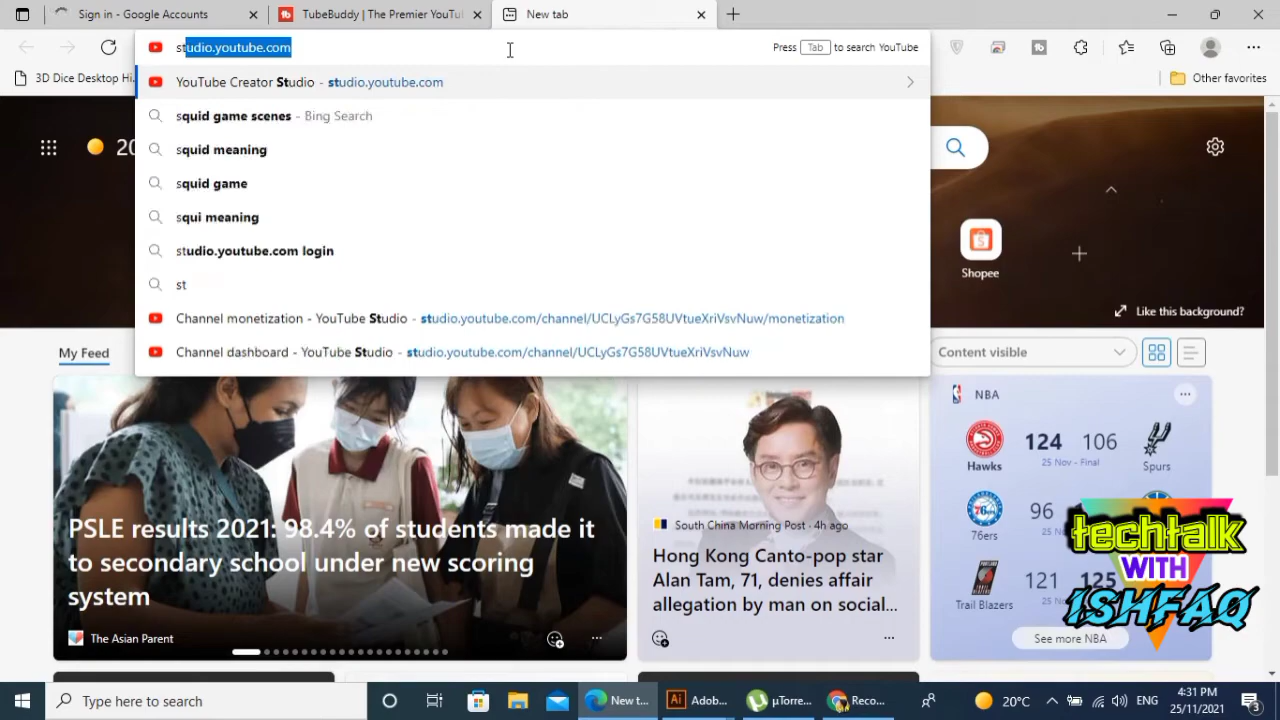 Sign in - Google Accounts
TubeBuddy | The Premier YouTu
New tab
studio.youtube.com
Press Tab to search YouTube
YouTube Creator Studio - studio.youtube.com
squid game scenes - Bing Search
squid meaning
squid game
squi meaning
studio.youtube.com login
st
Channel monetization - YouTube Studio - studio.youtube.com/channel/UCLyGs7G58UVtueXriVsvNuw/monetization
Channel dashboard - YouTube Studio - studio.youtube.com/channel/UCLyGs7G58UVtueXriVsvNuw
3D Dice Desktop Hi.
Other favorites
20
Shopee
Like this background?
My Feed
Content visible
PSLE results 2021: 98.4% of students made it
to secondary school under new scoring
system
The Asian Parent
South China Morning Post · 4h ago
Hong Kong Canto-pop star
Alan Tam, 71, denies affair
allegation by man on social...
NBA
124 106
Hawks 25 Nov - Final Spurs
96
76ers
121 125
Trail Blazers
See more NBA
techtalk
WITH
ISHFAQ
Type here to search
New t...
Adob...
µTorre...
Reco...
20°C
ENG
4:31 PM
25/11/2021
3